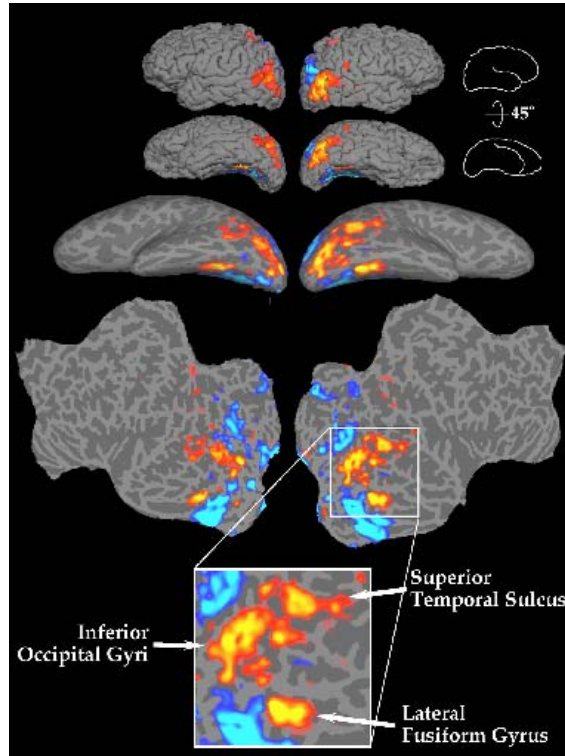 45°
Superior
Temporal Sulcus
Inferior
Occipital Gyri
Lateral
Fusiform Gyrus